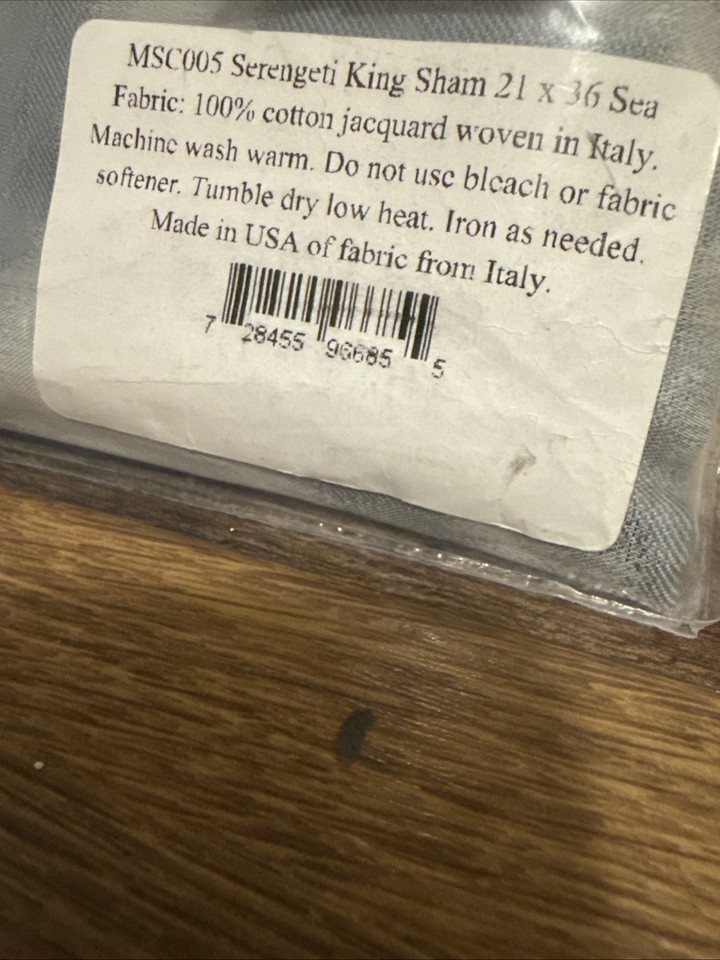 MSC005 Serengeti King Sham 21 x 36 Sea
Fabric: 100% cotton jacquard woven in Italy.
Machine wash warm. Do not use bleach or fabric
softener. Tumble dry low heat. Iron as needed.
Made in USA of fabric from Italy.
7 28455 96685 5